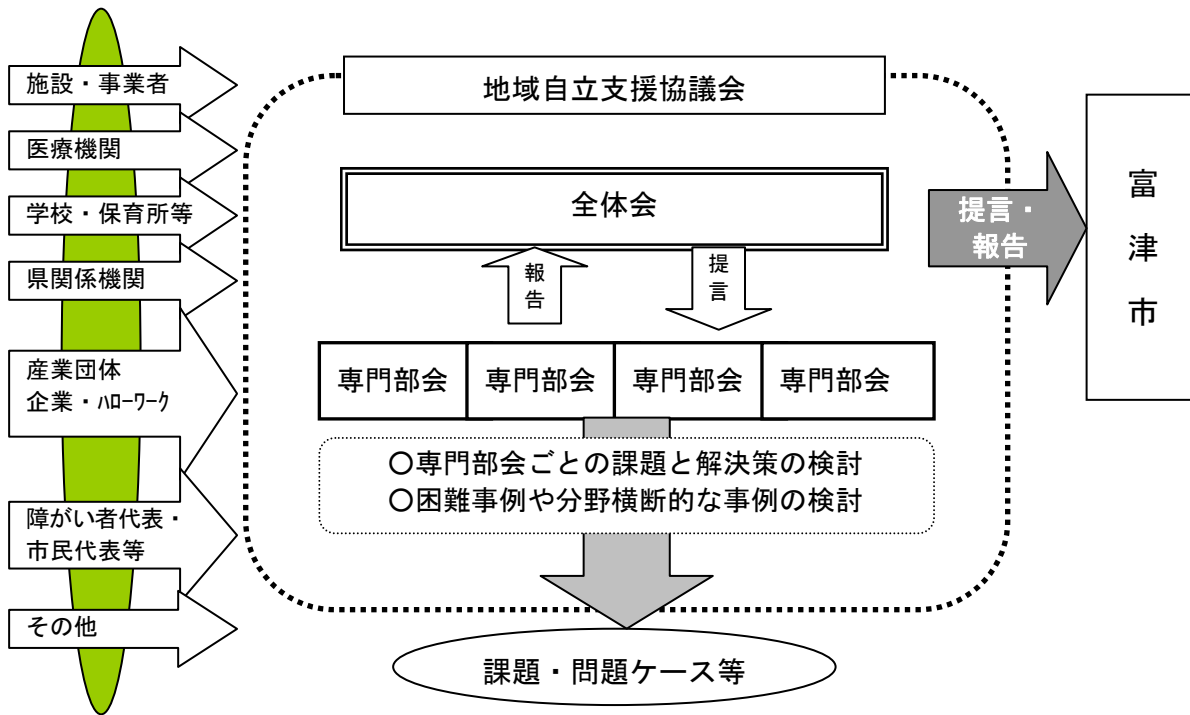 施設・事業者
医療機関
学校・保育所等
県関係機関
産業団体
企業・ﾊﾛｰﾜｰｸ
障がい者代表・
市民代表等
その他
地域自立支援協議会
全体会
報告
提言
専門部会
専門部会
専門部会
専門部会
○専門部会ごとの課題と解決策の検討
○困難事例や分野横断的な事例の検討
課題・問題ケース等
提言・
報告
富津市